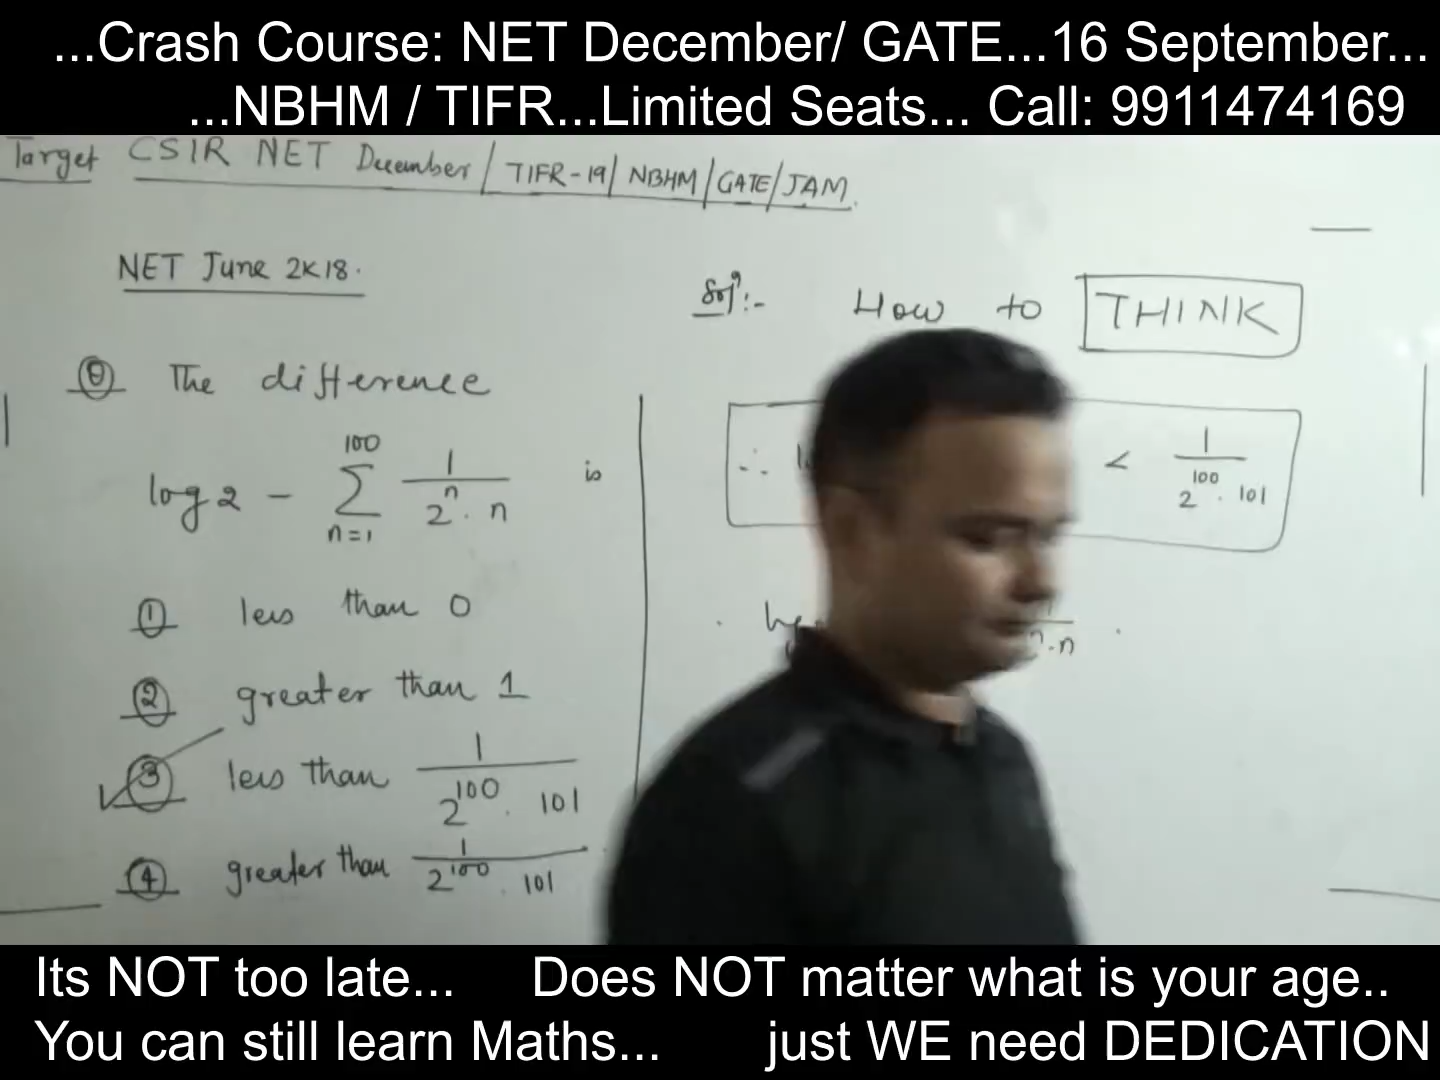 ...Crash Course: NET December/ GATE...16 September...
...NBHM / TIFR...Limited Seats... Call: 9911474169
Target CSIR NET December / TIFR-19 / NBHM / GATE / JAM.
NET June 2K18.
Solⁿ:- How to THINK
Q The difference
log 2 - 100 ∑ n=1 1/(2^n . n) is
∴ < 1/(2^100 . 101)
① less than 0
② greater than 1
③ less than 1/(2^100 . 101)
④ greater than 1/(2^100 . 101)
Its NOT too late... Does NOT matter what is your age..
You can still learn Maths... just WE need DEDICATION